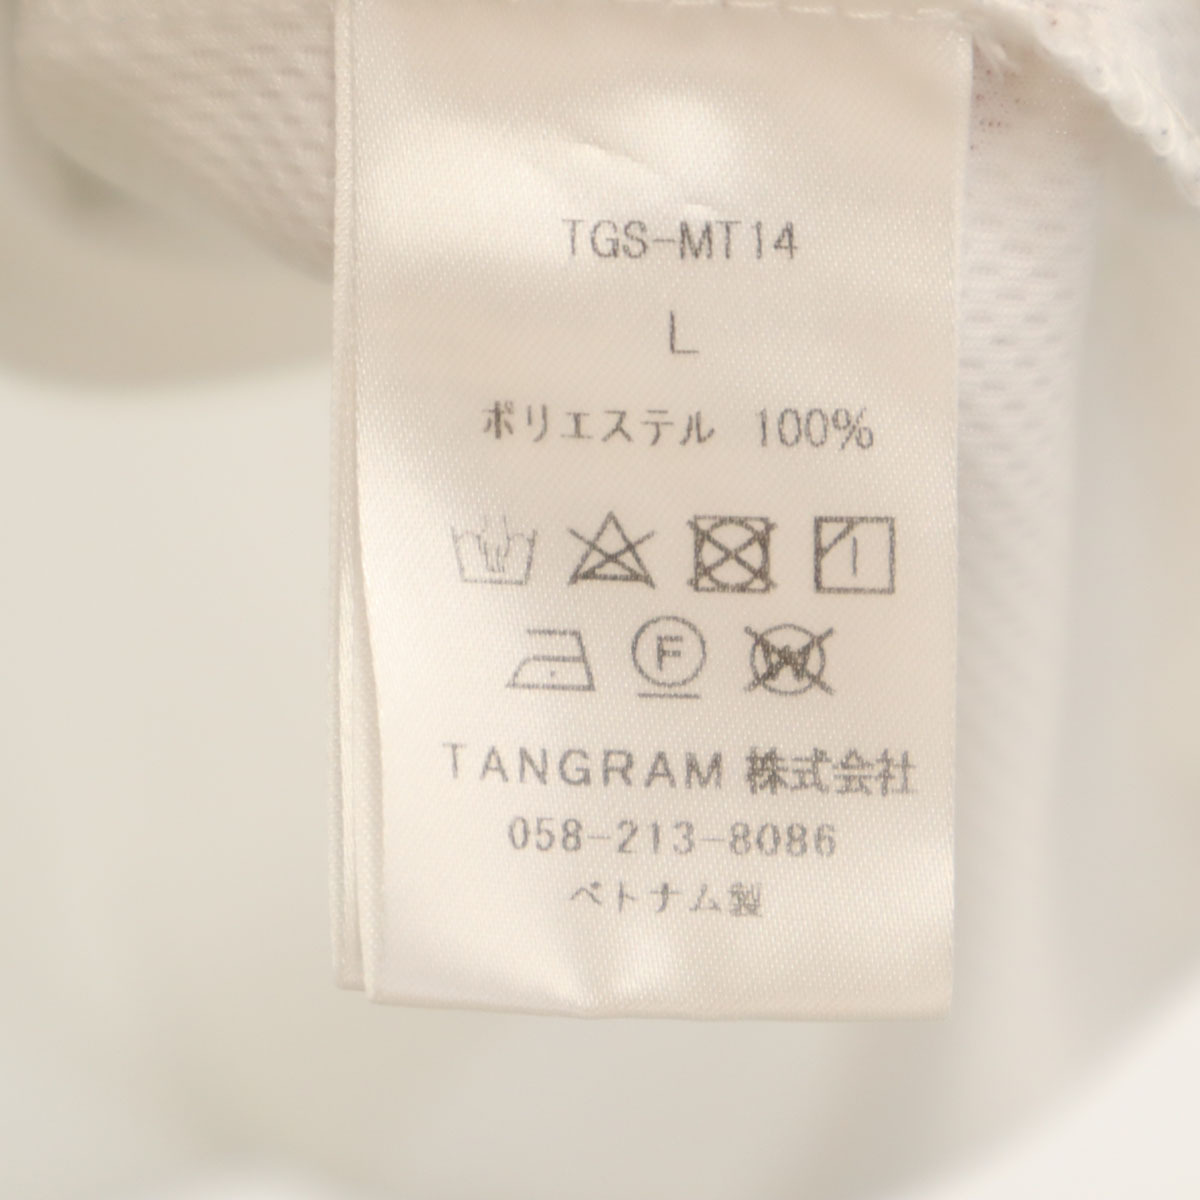 TGS-MT14
L
ポリエステル 100%
F
W
TANGRAM 株式会社
058-213-8086
ベトナム製